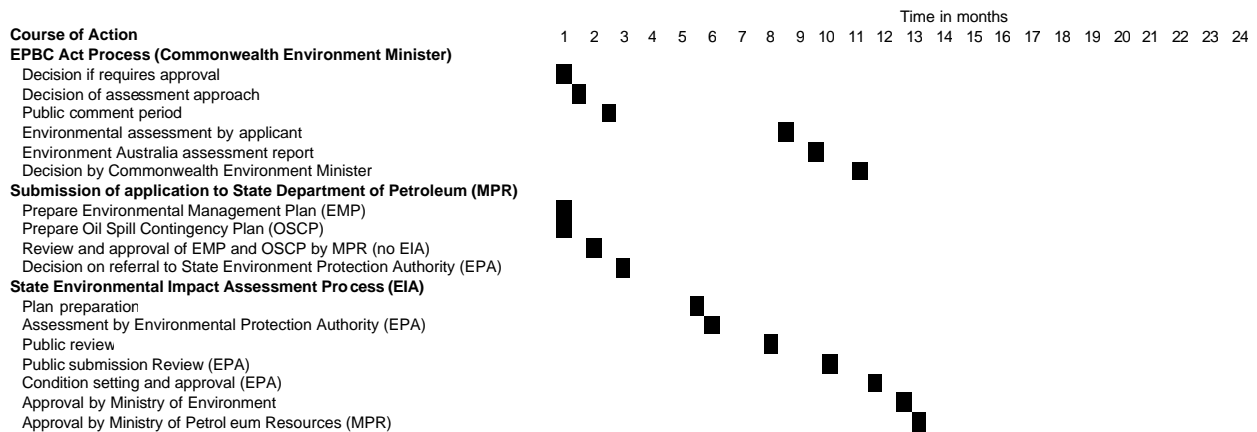 Time in months
Course of Action 1 2 3 4 5 6 7 8 9 10 11 12 13 14 15 16 17 18 19 20 21 22 23 24
EPBC Act Process (Commonwealth Environment Minister)
Decision if requires approval
Decision of assessment approach
Public comment period
Environmental assessment by applicant
Environment Australia assessment report
Decision by Commonwealth Environment Minister
Submission of application to State Department of Petroleum (MPR)
Prepare Environmental Management Plan (EMP)
Prepare Oil Spill Contingency Plan (OSCP)
Review and approval of EMP and OSCP by MPR (no EIA)
Decision on referral to State Environment Protection Authority (EPA)
State Environmental Impact Assessment Process (EIA)
Plan preparation
Assessment by Environmental Protection Authority (EPA)
Public review
Public submission Review (EPA)
Condition setting and approval (EPA)
Approval by Ministry of Environment
Approval by Ministry of Petroleum Resources (MPR)